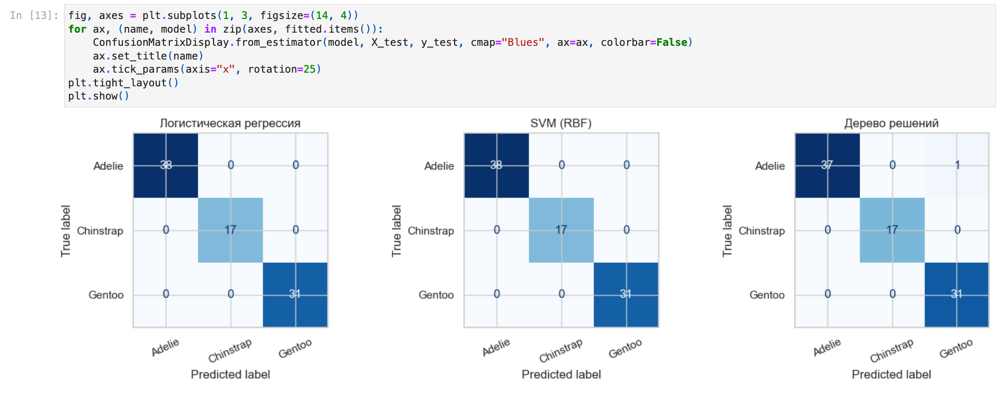 In [13]:
fig, axes = plt.subplots(1, 3, figsize=(14, 4))
for ax, (name, model) in zip(axes, fitted.items()):
    ConfusionMatrixDisplay.from_estimator(model, X_test, y_test, cmap="Blues", ax=ax, colorbar=False)
    ax.set_title(name)
    ax.tick_params(axis="x", rotation=25)
plt.tight_layout()
plt.show()
Логистическая регрессия
True label
Adelie 38 0 0
Chinstrap 0 17 0
Gentoo 0 0 31
Adelie Chinstrap Gentoo
Predicted label
SVM (RBF)
True label
Adelie 38 0 0
Chinstrap 0 17 0
Gentoo 0 0 31
Adelie Chinstrap Gentoo
Predicted label
Дерево решений
True label
Adelie 37 0 1
Chinstrap 0 17 0
Gentoo 0 0 31
Adelie Chinstrap Gentoo
Predicted label